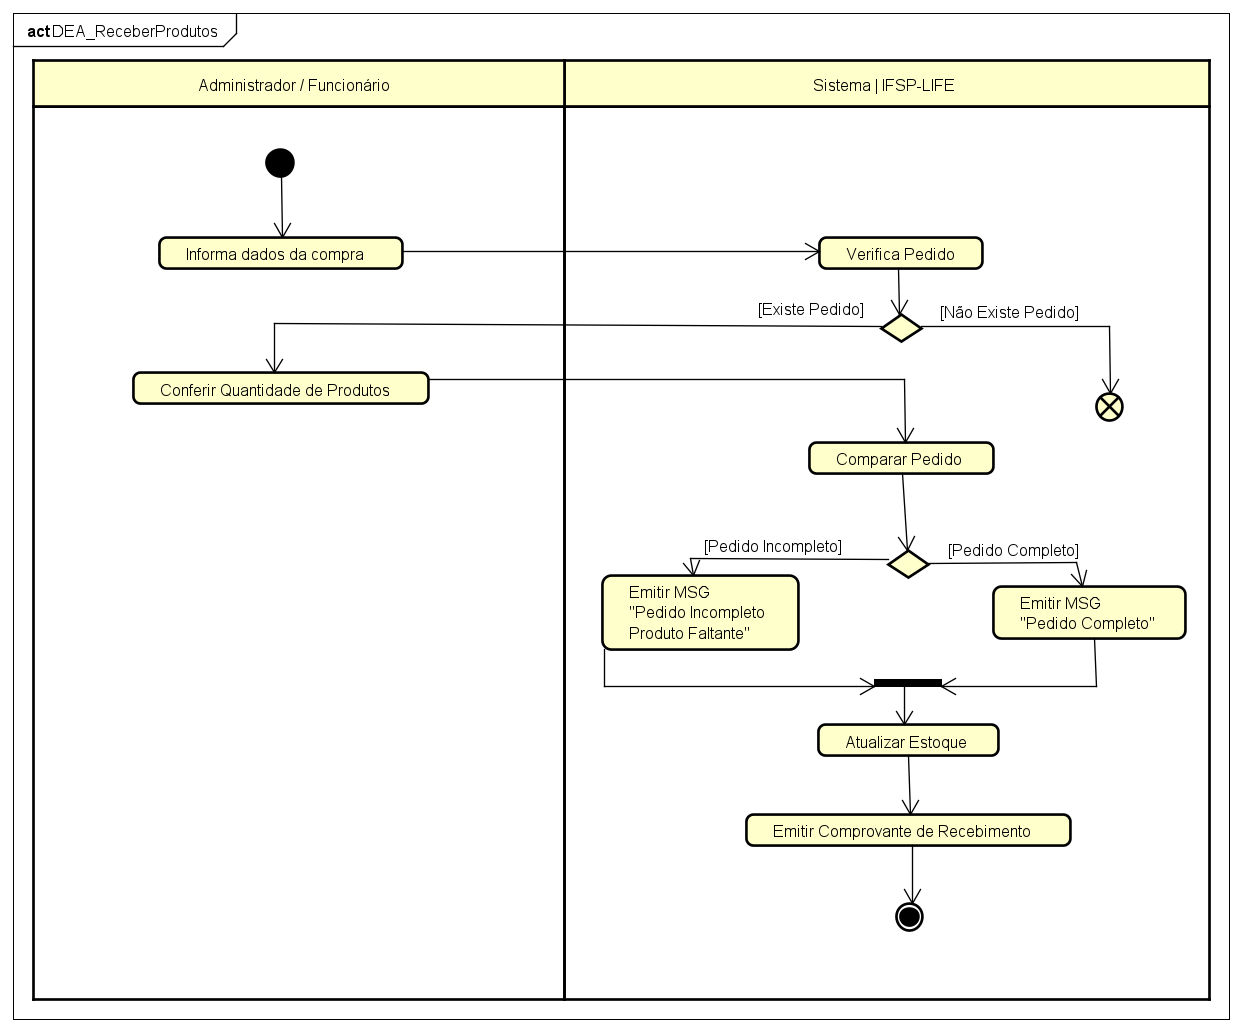 act DEA_ReceberProdutos
Administrador / Funcionário
Sistema | IFSP-LIFE
Informa dados da compra
Verifica Pedido
[Existe Pedido]
[Não Existe Pedido]
Conferir Quantidade de Produtos
Comparar Pedido
[Pedido Incompleto]
[Pedido Completo]
Emitir MSG
"Pedido Incompleto
Produto Faltante"
Emitir MSG
"Pedido Completo"
Atualizar Estoque
Emitir Comprovante de Recebimento